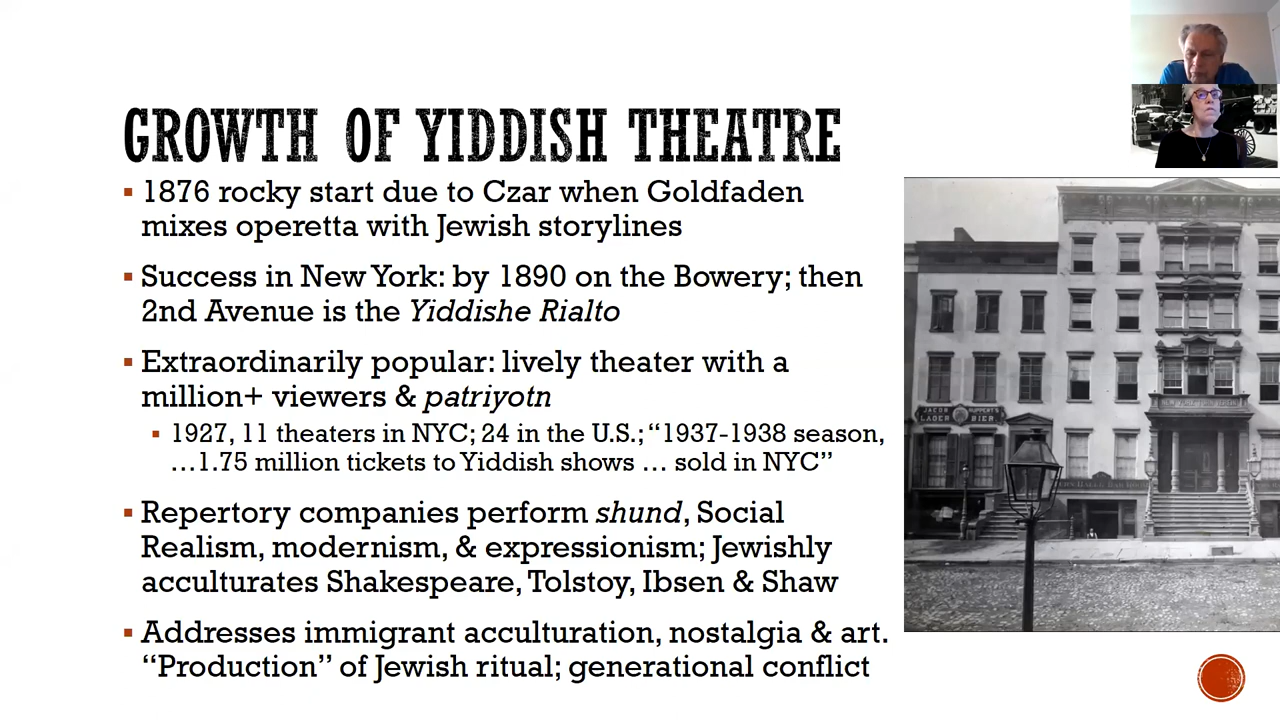 GROWTH OF YIDDISH THEATRE
1876 rocky start due to Czar when Goldfaden
mixes operetta with Jewish storylines
Success in New York: by 1890 on the Bowery; then
2nd Avenue is the Yiddishe Rialto
Extraordinarily popular: lively theater with a
million+ viewers & patriyotn
1927, 11 theaters in NYC; 24 in the U.S.; “1937-1938 season,
…1.75 million tickets to Yiddish shows … sold in NYC”
Repertory companies perform shund, Social
Realism, modernism, & expressionism; Jewishly
acculturates Shakespeare, Tolstoy, Ibsen & Shaw
Addresses immigrant acculturation, nostalgia & art.
“Production” of Jewish ritual; generational conflict
JACOB RUPPERT'S
LAGER BIER